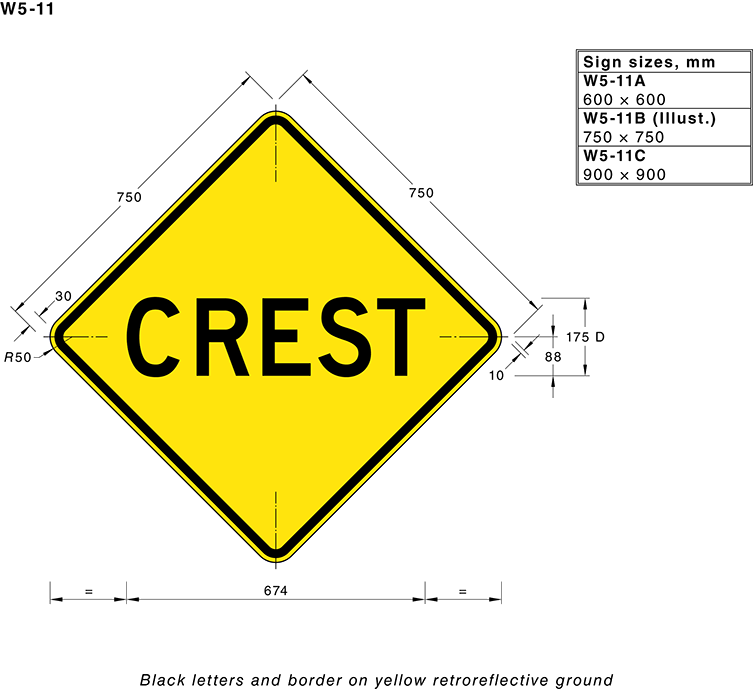 W5-11
Sign sizes, mm
W5-11A
600 × 600
W5-11B (Illust.)
750 × 750
W5-11C
900 × 900
750
750
30
CREST
175 D
R50
88
10
=
674
=
Black letters and border on yellow retroreflective ground